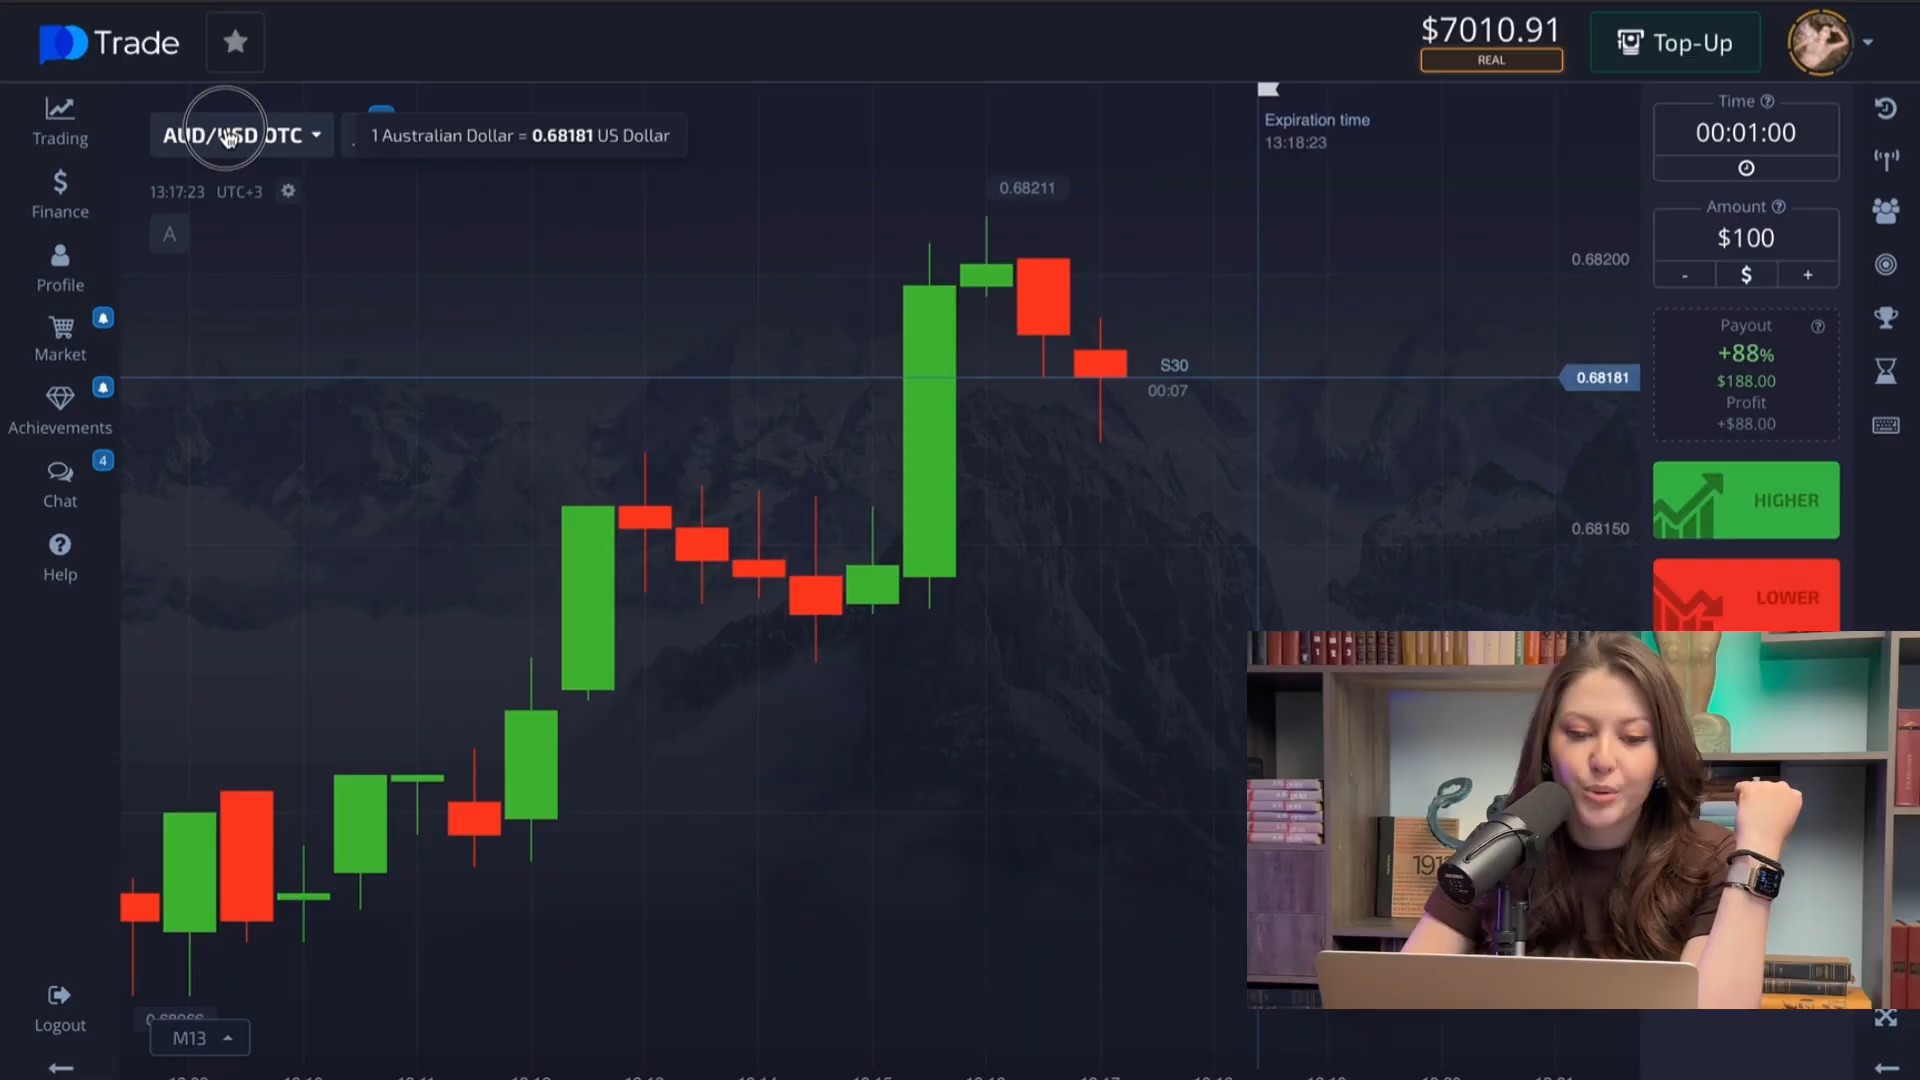 Trade
$7010.91
REAL
Top-Up
Trading
Finance
Profile
Market
Achievements
4
Chat
Help
Logout
AUD/USD OTC
1 Australian Dollar = 0.68181 US Dollar
13:17:23 UTC+3
A
Expiration time
13:18:23
0.68211
0.68200
S30
00:07
0.68181
0.68150
M13
Time
00:01:00
Amount
$100
- $ +
Payout
+88%
$188.00
Profit
+$88.00
HIGHER
LOWER